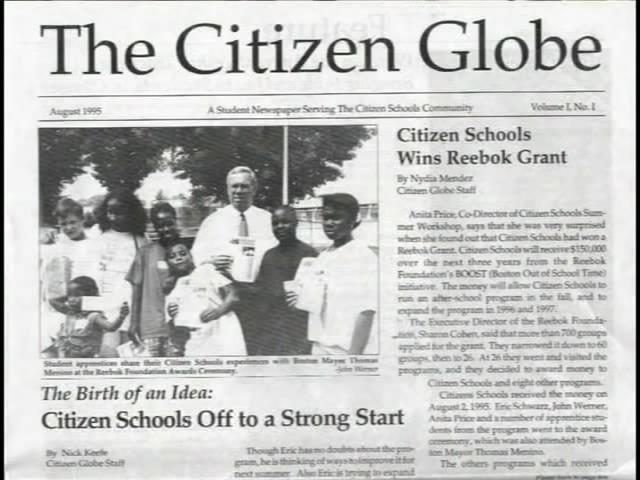 The Citizen Globe
August 1995
A Student Newspaper Serving The Citizen Schools Community
Volume I, No. 1
Student apprentices share their Citizen Schools experiences with Boston Mayor Thomas
Menino at the Reebok Foundation Awards Ceremony.
-John Werner
The Birth of an Idea:
Citizen Schools Off to a Strong Start
By Nick Keefe
Citizen Globe Staff
Though Eric has no doubts about the pro-
gram, he is thinking of ways to improve it for
next summer. Also Eric is trying to expand
Citizen Schools
Wins Reebok Grant
By Nydia Mendez
Citizen Globe Staff
Anita Price, Co-Director of Citizen Schools Sum-
mer Workshop, says that she was very surprised
when she found out that Citizen Schools had won a
Reebok Grant. Citizen Schools will receive $150,000
over the next three years from the Reebok
Foundation's BOOST (Boston Out of School Time)
initiative. The money will allow Citizen Schools to
run an after-school program in the fall, and to
expand the program in 1996 and 1997.
The Executive Director of the Reebok Founda-
tion, Sharon Cohen, said that more than 700 groups
applied for the grant. They narrowed it down to 60
groups, then to 26. At 26 they went and visited the
programs, and they decided to award money to
Citizen Schools and eight other programs.
Citizens Schools received the money on
August 2, 1995. Eric Schwarz, John Werner,
Anita Price and a number of apprentice stu-
dents from the program went to the award
ceremony, which was also attended by Bos-
ton Mayor Thomas Menino.
The others programs which received